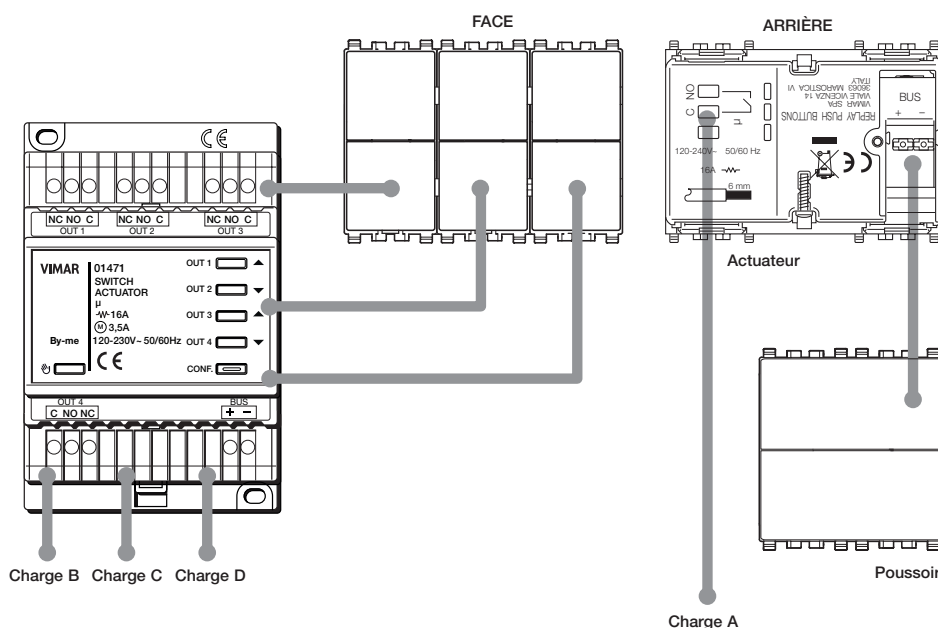 FACE
ARRIÈRE
NC NO C
NC NO C
NC NO C
OUT 1
OUT 2
OUT 3
VIMAR
01471
SWITCH
ACTUATOR
µ
16A
M 3,5A
By-me
120-230V~ 50/60Hz
CE
OUT 1
OUT 2
OUT 3
OUT 4
CONF.
OUT 4
C NO NC
BUS
+ −
Charge B
Charge C
Charge D
NO
C
µ
120-240V~ 50/60 Hz
16A
6 mm
REPLAY PUSH BUTTONS
VIMAR SPA
VIALE VICENZA 14
36063 MAROSTICA VI
ITALY
CE
BUS
+ −
Actuateur
Poussoir
Charge A